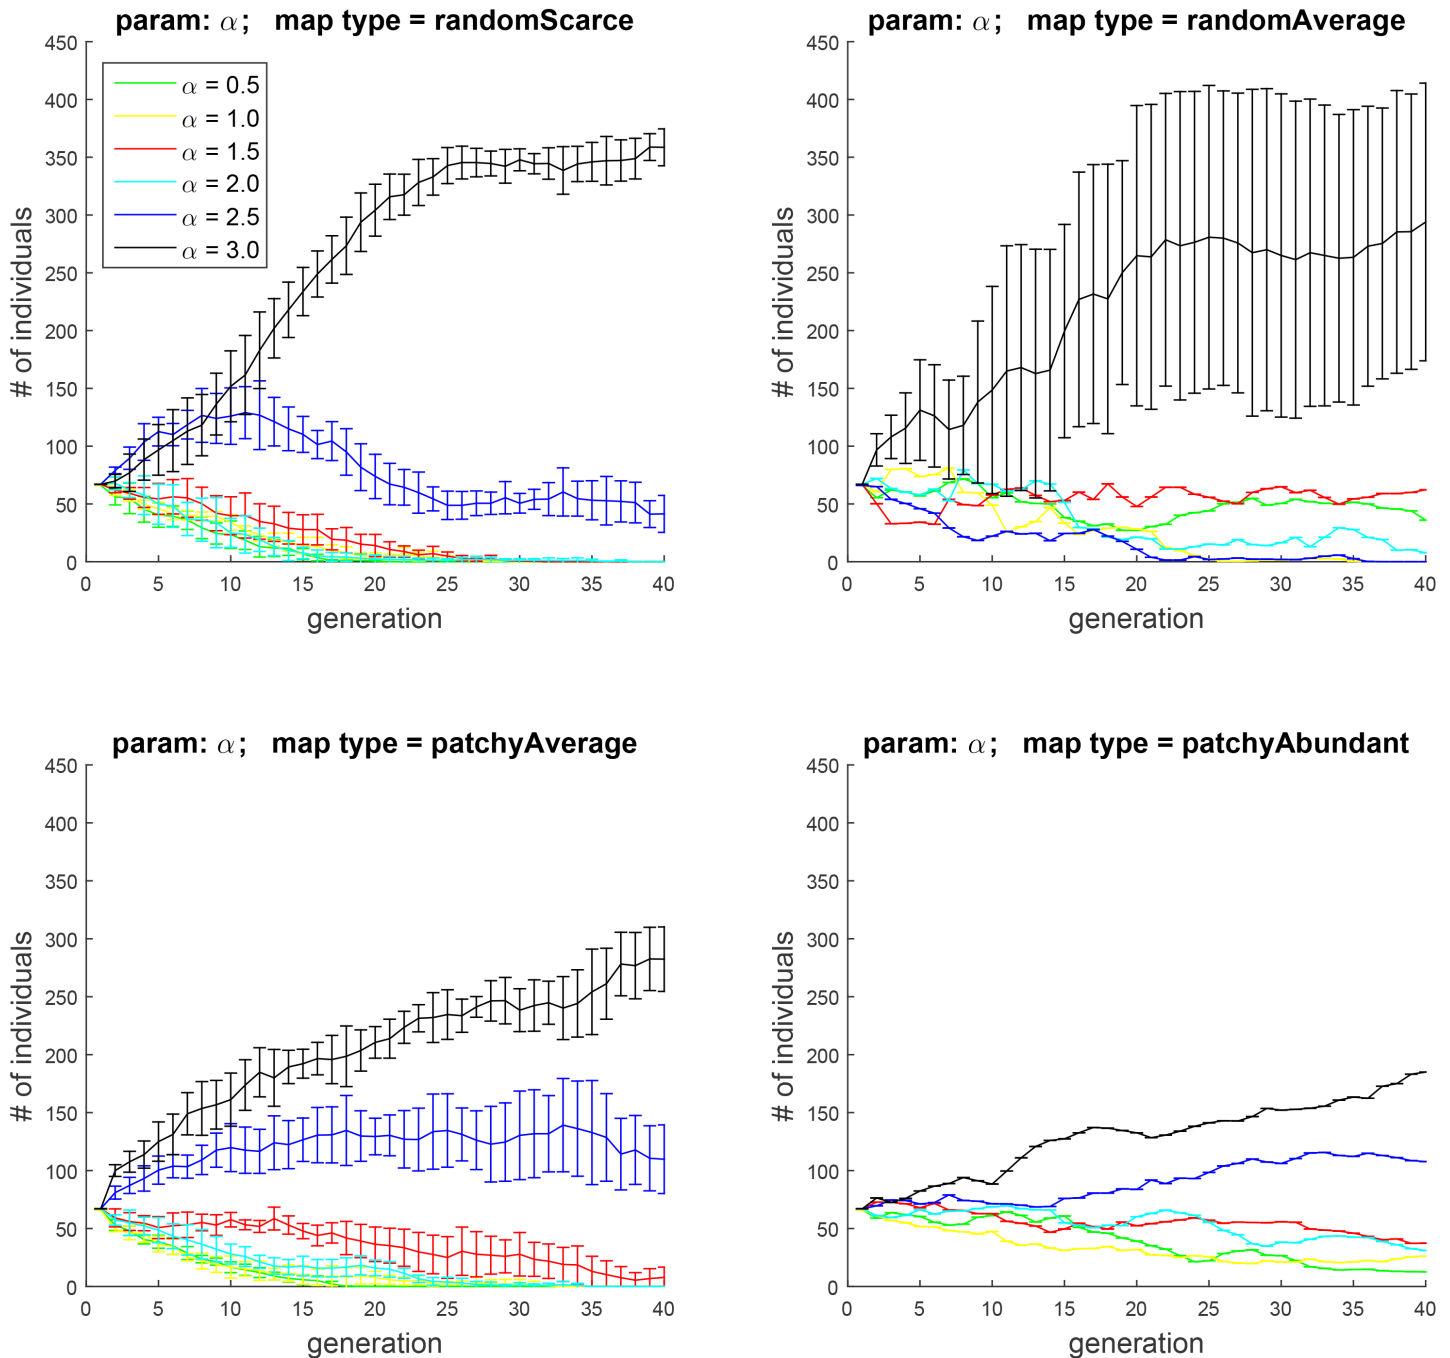 param: α;   map type = randomScarce
450
400
350
300
250
200
150
100
50
0
# of individuals
α = 0.5
α = 1.0
α = 1.5
α = 2.0
α = 2.5
α = 3.0
0 5 10 15 20 25 30 35 40
generation
param: α;   map type = randomAverage
450
400
350
300
250
200
150
100
50
0
# of individuals
0 5 10 15 20 25 30 35 40
generation
param: α;   map type = patchyAverage
450
400
350
300
250
200
150
100
50
0
# of individuals
0 5 10 15 20 25 30 35 40
generation
param: α;   map type = patchyAbundant
450
400
350
300
250
200
150
100
50
0
# of individuals
0 5 10 15 20 25 30 35 40
generation